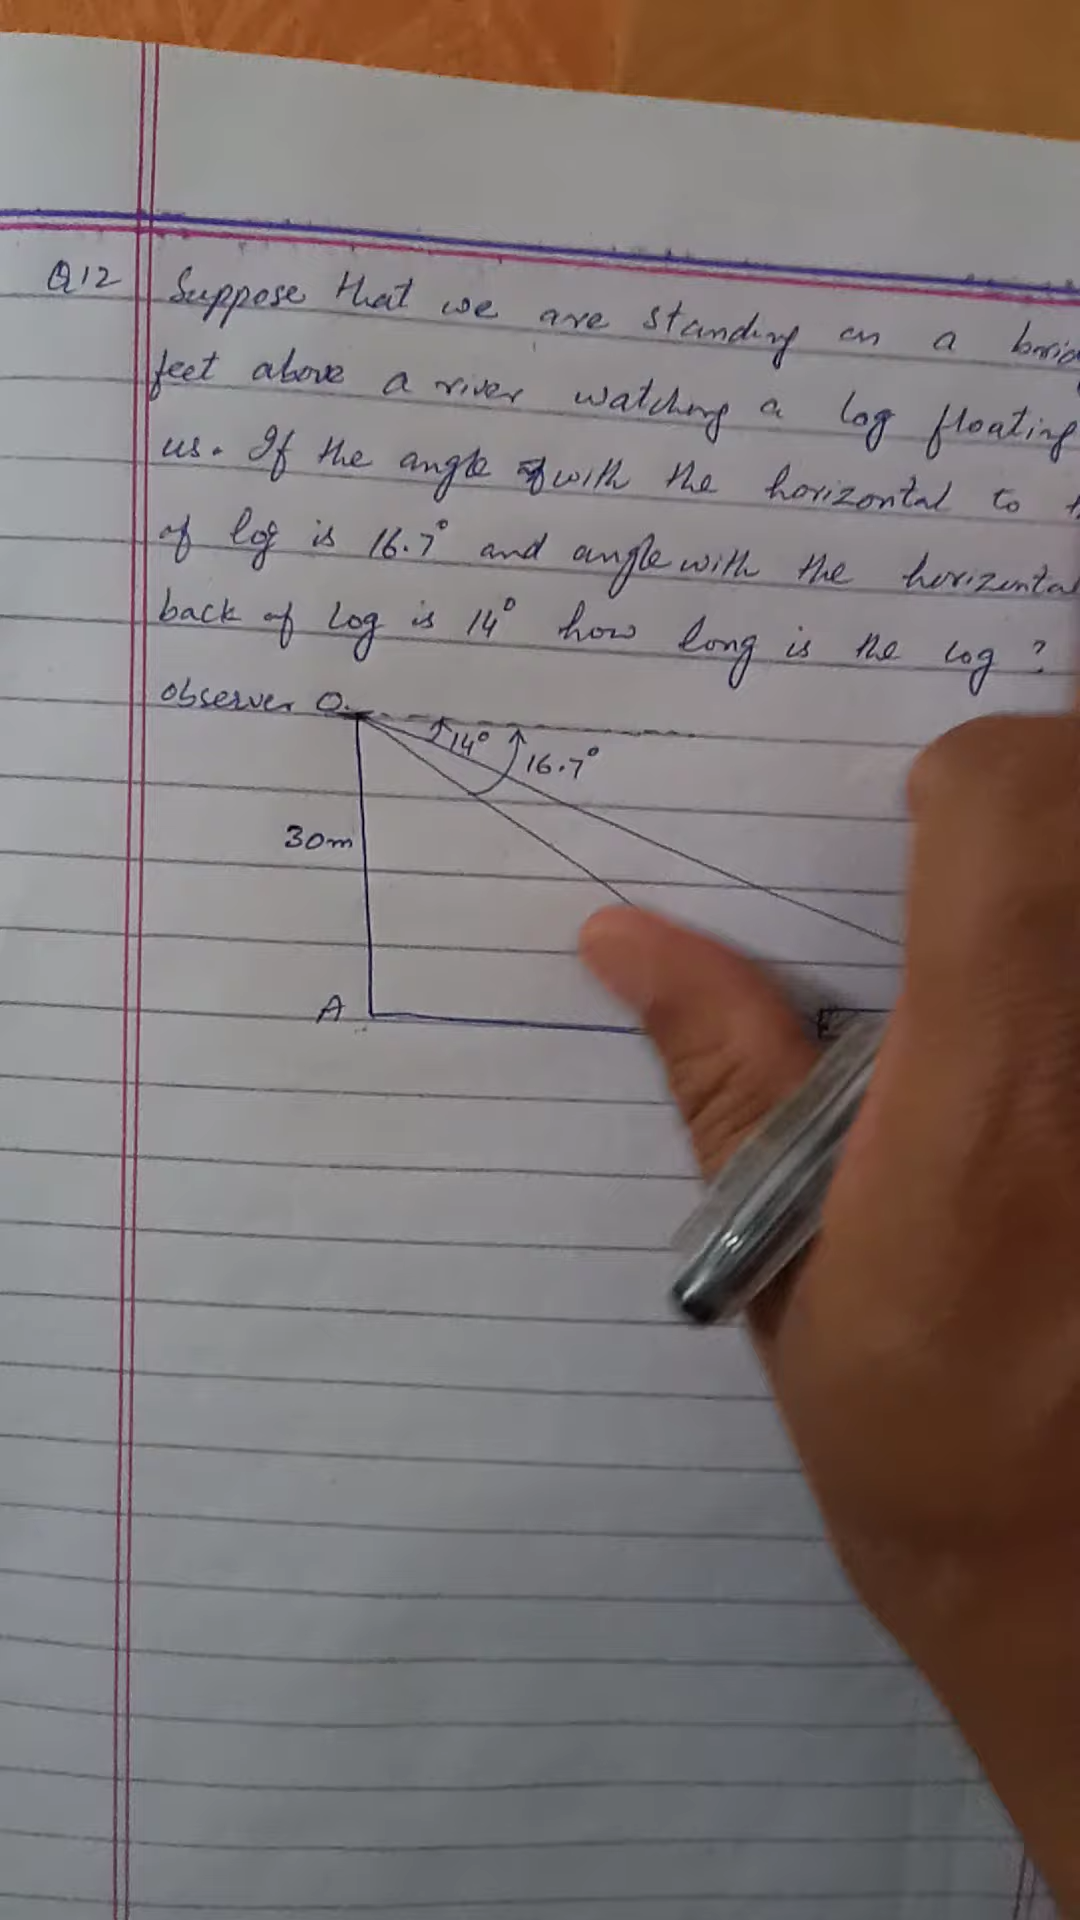 Q12 Suppose that we are standing on a
feet above a river watching a log floating
us. If the angle with the horizontal to
of log is 16.7° and angle with the horizental
back of log is 14° how long is the log ?
observer O
14°
16.7°
30m
A